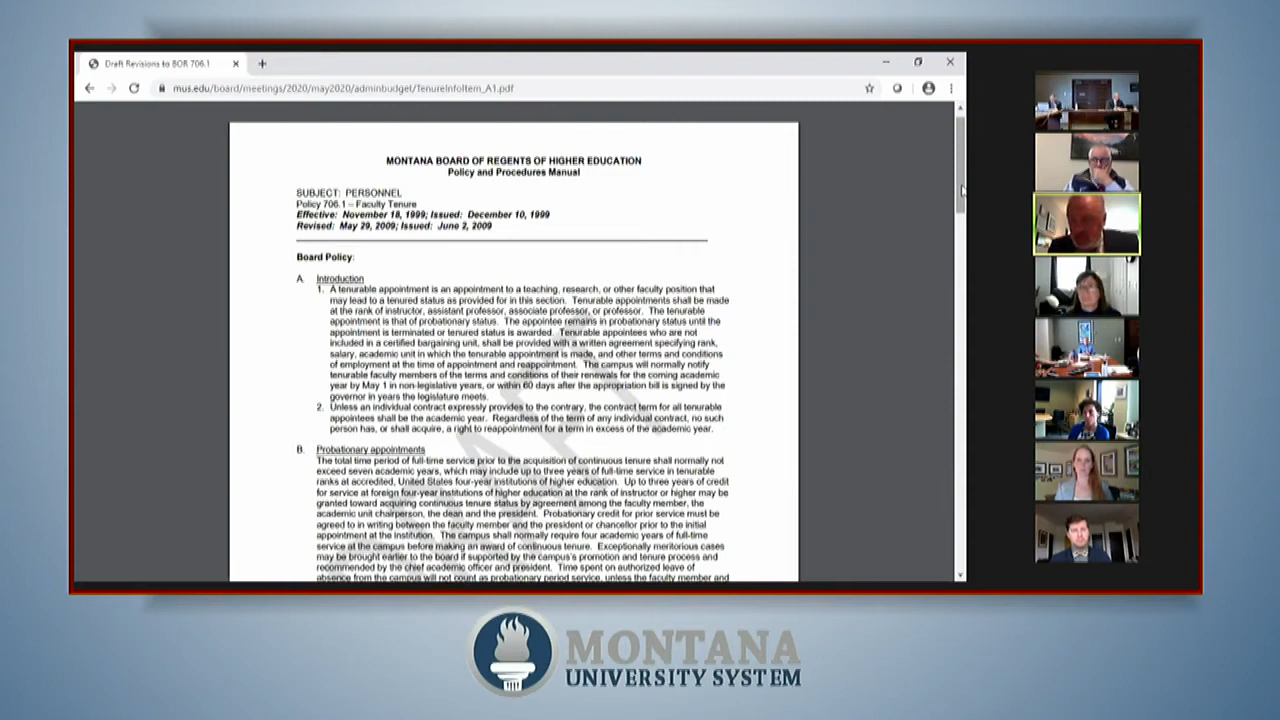 Draft Revisions to BOR 706.1
mus.edu/board/meetings/2020/may2020/adminbudget/TenureInfoItem_A1.pdf
MONTANA BOARD OF REGENTS OF HIGHER EDUCATION
Policy and Procedures Manual
SUBJECT: PERSONNEL
Policy 706.1 – Faculty Tenure
Effective: November 18, 1999; Issued: December 10, 1999
Revised: May 29, 2009; Issued: June 2, 2009
Board Policy:
A. Introduction
1. A tenurable appointment is an appointment to a teaching, research, or other faculty position that
may lead to a tenured status as provided for in this section. Tenurable appointments shall be made
at the rank of instructor, assistant professor, associate professor, or professor. The tenurable
appointment is that of probationary status. The appointee remains in probationary status until the
appointment is terminated or tenured status is awarded. Tenurable appointees who are not
included in a certified bargaining unit, shall be provided with a written agreement specifying rank,
salary, academic unit in which the tenurable appointment is made, and other terms and conditions
of employment at the time of appointment and reappointment. The campus will normally notify
tenurable faculty members of the terms and conditions of their renewals for the coming academic
year by May 1 in non-legislative years, or within 60 days after the appropriation bill is signed by the
governor in years the legislature meets.
2. Unless an individual contract expressly provides to the contrary, the contract term for all tenurable
appointees shall be the academic year. Regardless of the term of any individual contract, no such
person has, or shall acquire, a right to reappointment for a term in excess of the academic year.
B. Probationary appointments
The total time period of full-time service prior to the acquisition of continuous tenure shall normally not
exceed seven academic years, which may include up to three years of full-time service in tenurable
ranks at accredited, United States four-year institutions of higher education. Up to three years of credit
for service at foreign four-year institutions of higher education at the rank of instructor or higher may be
granted toward acquiring continuous tenure status by agreement among the faculty member, the
academic unit chairperson, the dean and the president. Probationary credit for prior service must be
agreed to in writing between the faculty member and the president or chancellor prior to the initial
appointment at the institution. The campus shall normally require four academic years of full-time
service at the campus before making an award of continuous tenure. Exceptionally meritorious cases
may be brought earlier to the board if supported by the campus's promotion and tenure process and
recommended by the chief academic officer and president. Time spent on authorized leave of
absence from the campus will not count as probationary period service, unless the faculty member and
DRAFT
MONTANA
UNIVERSITY SYSTEM